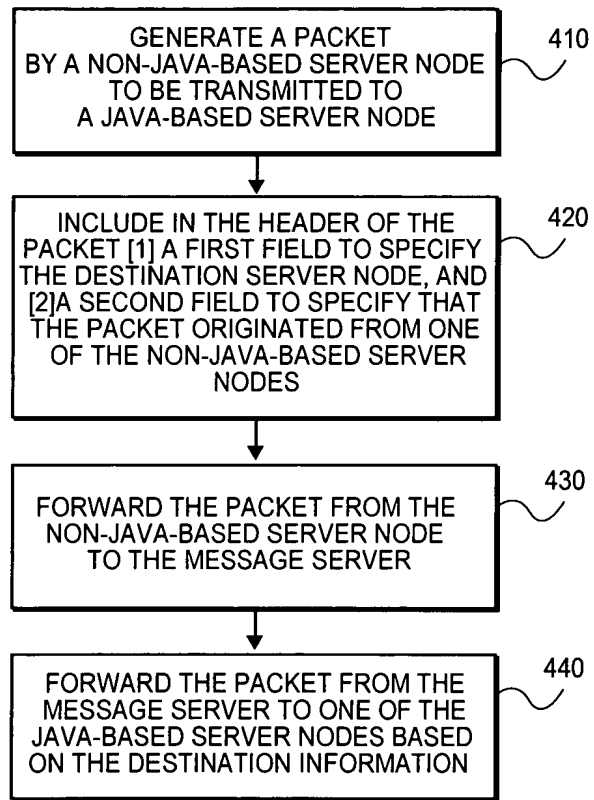 GENERATE A PACKET
BY A NON-JAVA-BASED SERVER NODE
TO BE TRANSMITTED TO
A JAVA-BASED SERVER NODE
410
INCLUDE IN THE HEADER OF THE
PACKET [1] A FIRST FIELD TO SPECIFY
THE DESTINATION SERVER NODE, AND
[2]A SECOND FIELD TO SPECIFY THAT
THE PACKET ORIGINATED FROM ONE
OF THE NON-JAVA-BASED SERVER
NODES
420
FORWARD THE PACKET FROM THE
NON-JAVA-BASED SERVER NODE
TO THE MESSAGE SERVER
430
FORWARD THE PACKET FROM THE
MESSAGE SERVER TO ONE OF THE
JAVA-BASED SERVER NODES BASED
ON THE DESTINATION INFORMATION
440